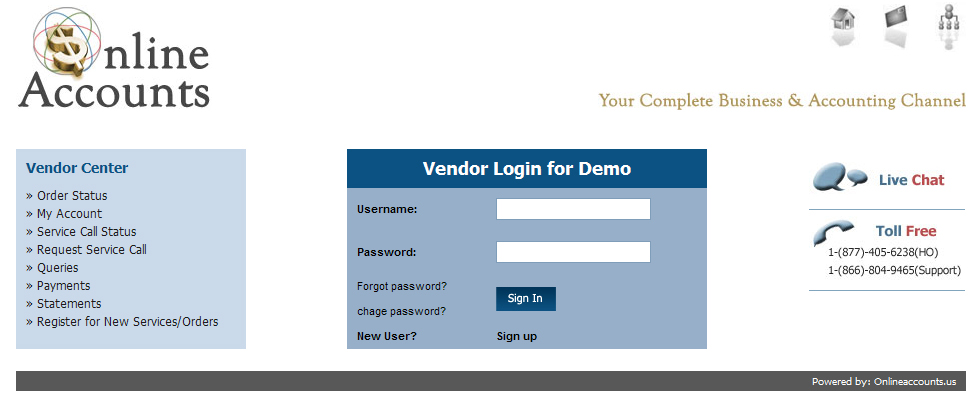 Online
Accounts
Your Complete Business & Accounting Channel
Vendor Center
» Order Status
» My Account
» Service Call Status
» Request Service Call
» Queries
» Payments
» Statements
» Register for New Services/Orders
Vendor Login for Demo
Username:
Password:
Forgot password?
chage password?
Sign In
New User?
Sign up
Live Chat
Toll Free
1-(877)-405-6238(HO)
1-(866)-804-9465(Support)
Powered by: Onlineaccounts.us